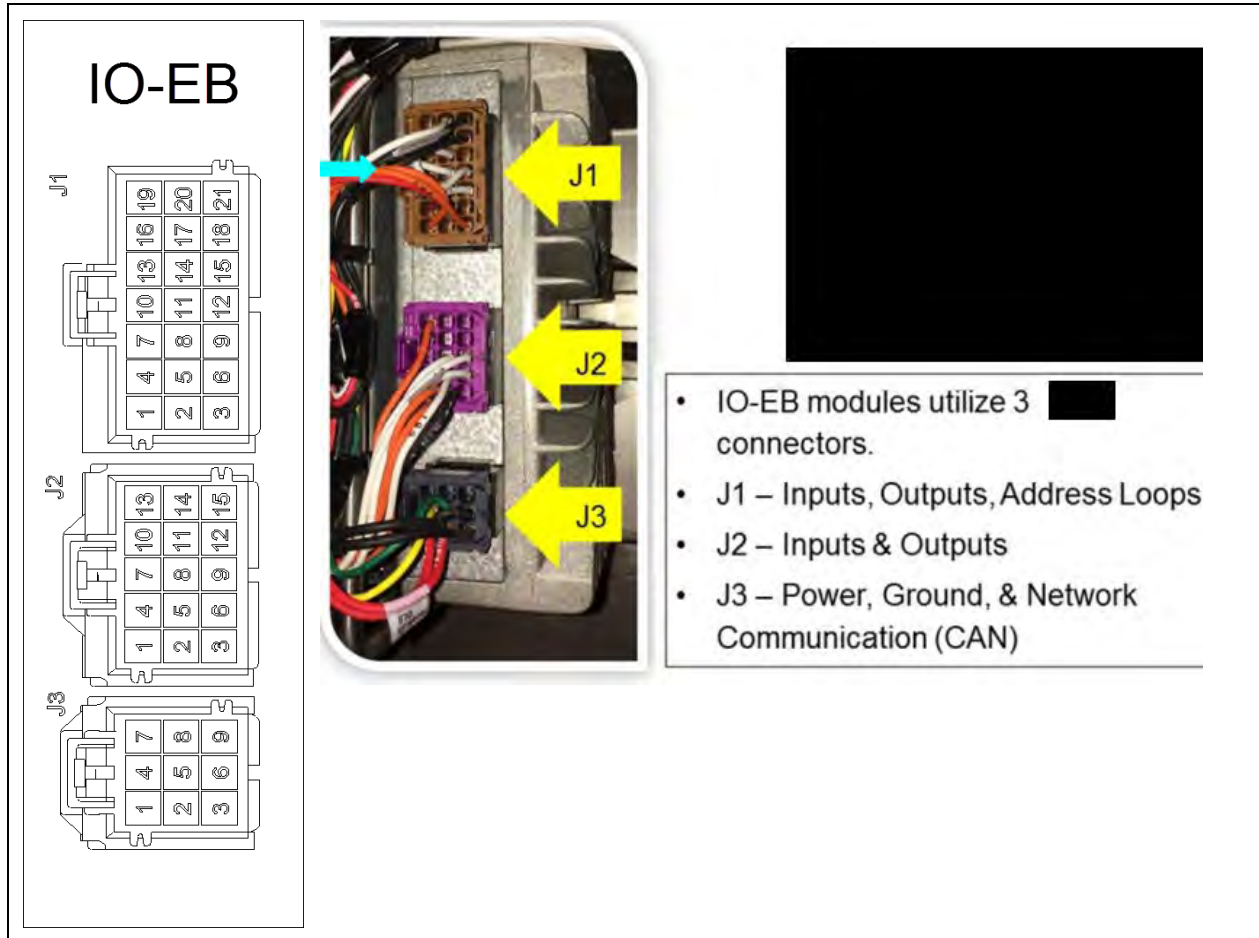 IO-EB
J1
19 20 21
16 17 18
13 14 15
10 11 12
7 8 9
4 5 6
1 2 3
J2
13 14 15
10 11 12
7 8 9
4 5 6
1 2 3
J3
7 8 9
4 5 6
1 2 3
J1
J2
J3
• IO-EB modules utilize 3
connectors.
• J1 – Inputs, Outputs, Address Loops
• J2 – Inputs & Outputs
• J3 – Power, Ground, & Network
Communication (CAN)